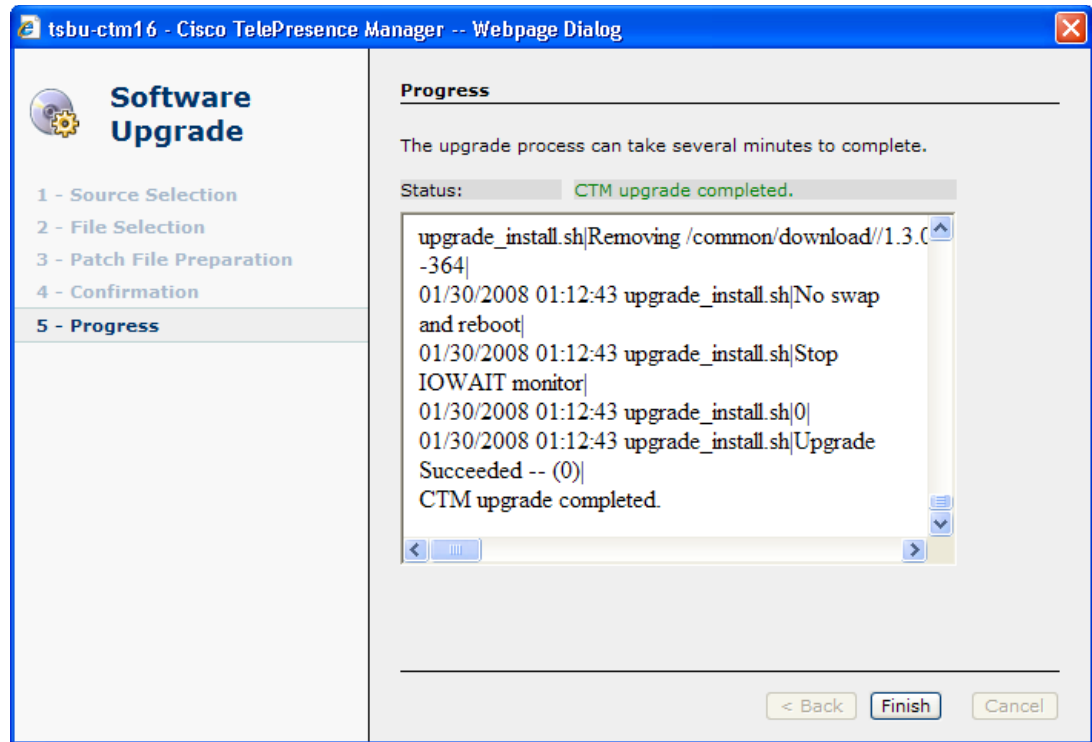 tsbu-ctm16 - Cisco TelePresence Manager -- Webpage Dialog
Software
Upgrade
1 - Source Selection
2 - File Selection
3 - Patch File Preparation
4 - Confirmation
5 - Progress
Progress
The upgrade process can take several minutes to complete.
Status: CTM upgrade completed.
upgrade_install.sh|Removing /common/download//1.3.0
-364|
01/30/2008 01:12:43 upgrade_install.sh|No swap
and reboot|
01/30/2008 01:12:43 upgrade_install.sh|Stop
IOWAIT monitor|
01/30/2008 01:12:43 upgrade_install.sh|0|
01/30/2008 01:12:43 upgrade_install.sh|Upgrade
Succeeded -- (0)|
CTM upgrade completed.
< Back Finish Cancel